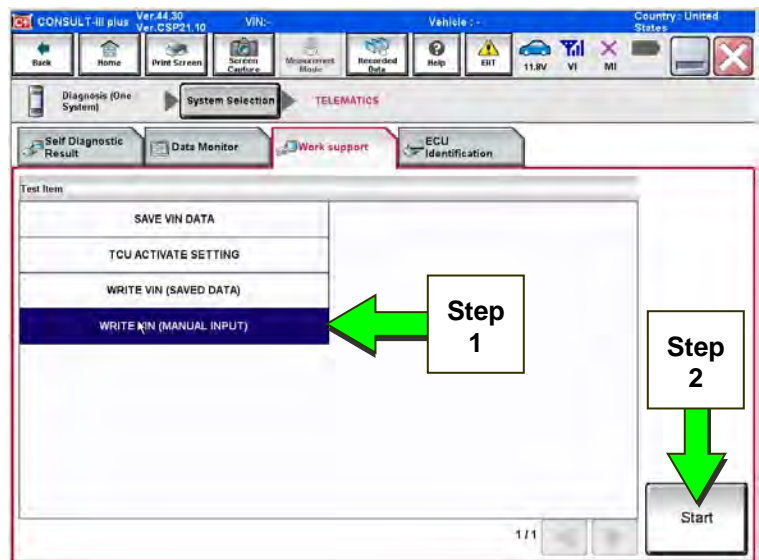 CONSULT-III plus Ver.44.30 Ver.CSP21.10 VIN:- Vehicle : - Country : United States
Back Home Print Screen Screen Capture Measurement Mode Recorded Data Help ERT 11.8V VI MI
Diagnosis (One System) System Selection TELEMATICS
Self Diagnostic Result Data Monitor Work support ECU Identification
Test Item
SAVE VIN DATA
TCU ACTIVATE SETTING
WRITE VIN (SAVED DATA)
WRITE VIN (MANUAL INPUT)
Step 1
Step 2
Start
1/1